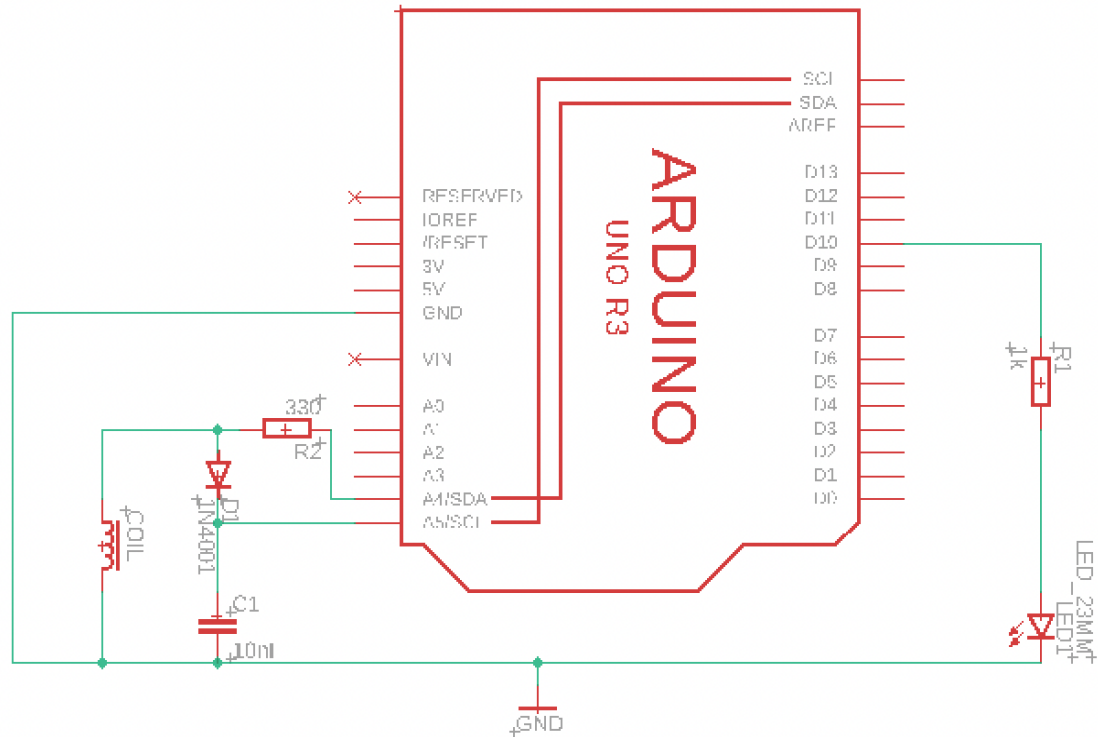 SCL
SDA
AREF
D13
D12
D11
D10
D9
D8
D7
D6
D5
D4
D3
D2
D1
D0
RESERVED
IOREF
/RESET
3V
5V
GND
VIN
A0
A1
A2
A3
A4/SDA
A5/SCL
ARDUINO
UNO R3
330
R2
D1
1N4001
COIL
C1
GND
R1
1k
LED_23MM
LED1